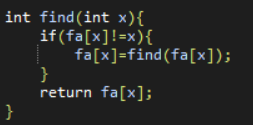 int find(int x){
    if(fa[x]!=x){
        fa[x]=find(fa[x]);
    }
    return fa[x];
}